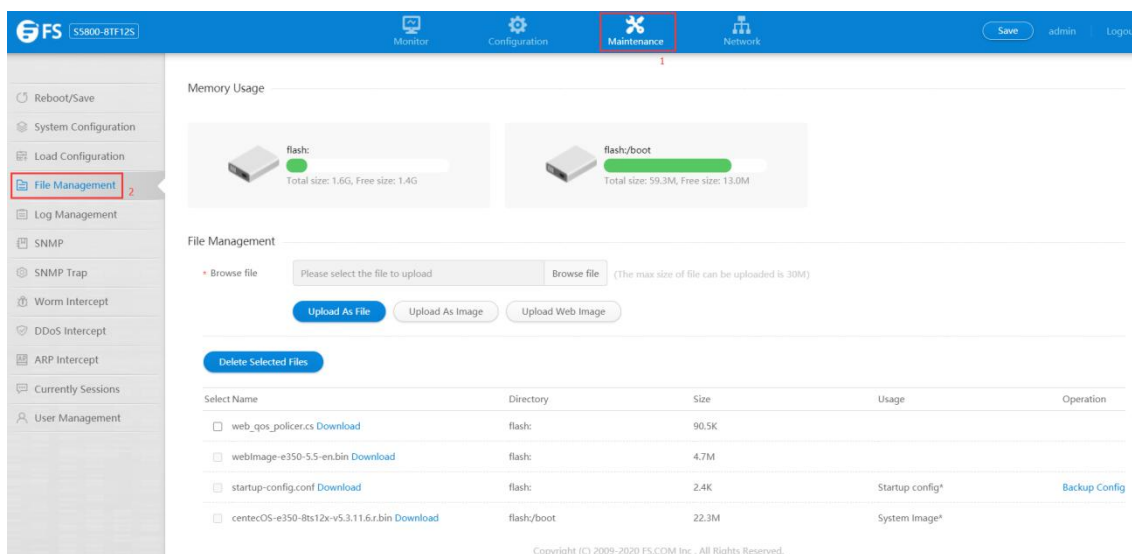 FS S5800-8TF12S
Monitor
Configuration
Maintenance
Network
Save
admin
Logou
1
Reboot/Save
System Configuration
Load Configuration
File Management
2
Log Management
SNMP
SNMP Trap
Worm Intercept
DDoS Intercept
ARP Intercept
Currently Sessions
User Management
Memory Usage
flash:
Total size: 1.6G, Free size: 1.4G
flash:/boot
Total size: 59.3M, Free size: 13.0M
File Management
* Browse file Please select the file to upload Browse file (The max size of file can be uploaded is 30M)
Upload As File Upload As Image Upload Web Image
Delete Selected Files
Select Name Directory Size Usage Operation
web_qos_policer.cs Download flash: 90.5K
webImage-e350-5.5-en.bin Download flash: 4.7M
startup-config.conf Download flash: 2.4K Startup config* Backup Config
centecOS-e350-8ts12x-v5.3.11.6.r.bin Download flash:/boot 22.3M System Image*
Copyright (C) 2009-2020 FS.COM Inc., All Rights Reserved.